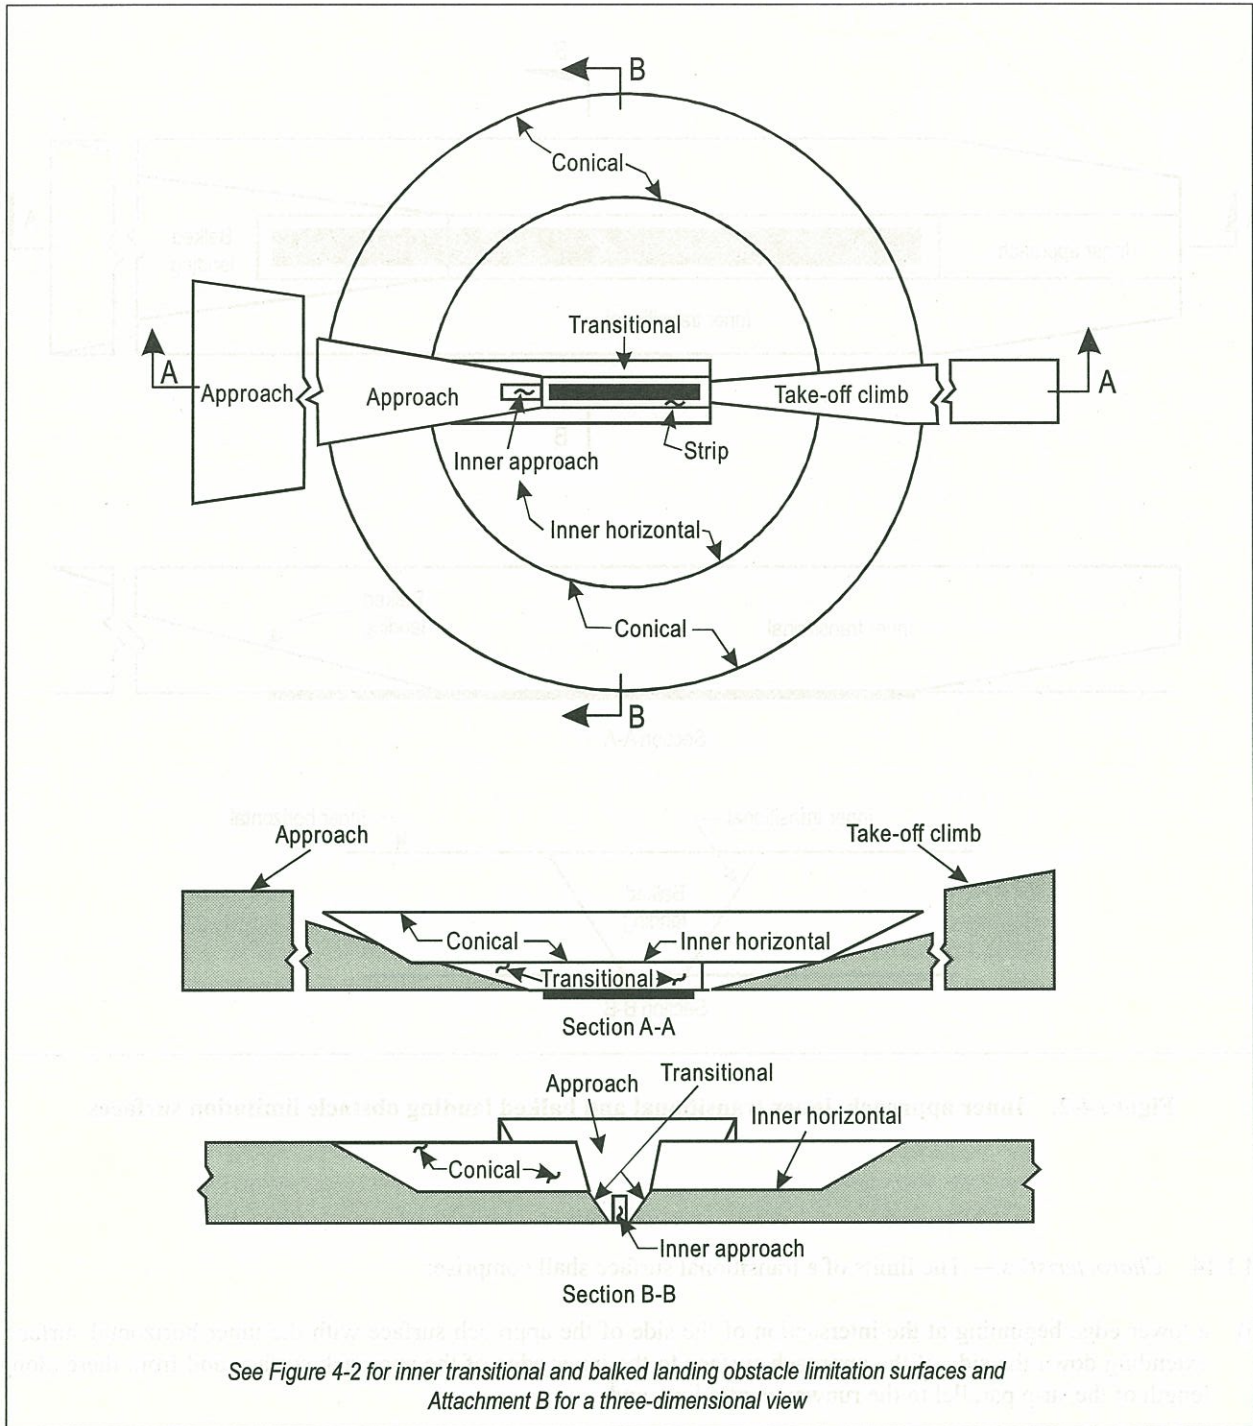 B
Conical
Transitional
A
Approach
Approach
Take-off climb
A
Strip
Inner approach
Inner horizontal
Conical
B
Approach
Take-off climb
Conical
Inner horizontal
Transitional
Section A-A
Approach
Transitional
Inner horizontal
Conical
Inner approach
Section B-B
See Figure 4-2 for inner transitional and balked landing obstacle limitation surfaces and
Attachment B for a three-dimensional view